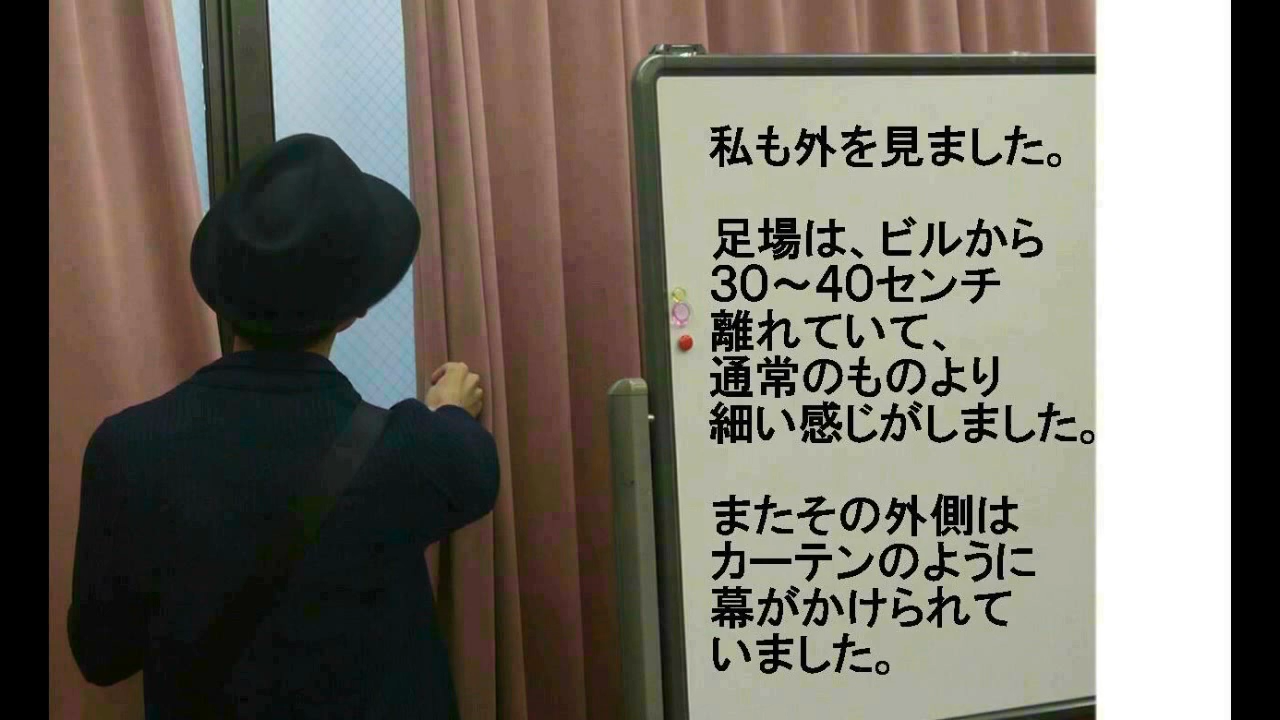 私も外を見ました。
足場は、ビルから
30～40センチ
離れていて、
通常のものより
細い感じがしました。
またその外側は
カーテンのように
幕がかけられて
いました。